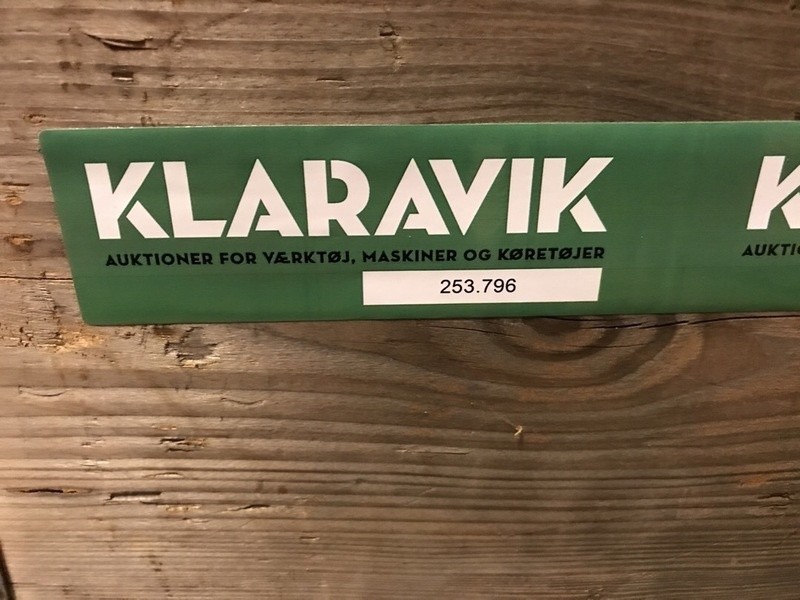 KLARAVIK
AUKTIONER FOR VÆRKTØJ, MASKINER OG KØRETØJER
253.796